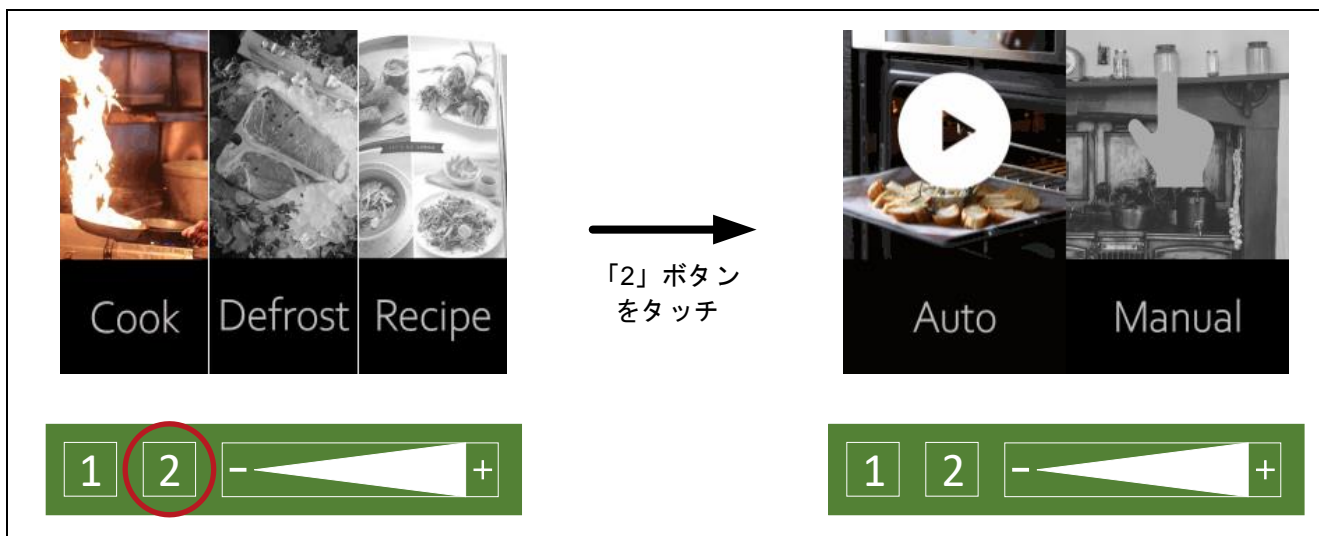 Cook Defrost Recipe
「2」ボタン
をタッチ
Auto Manual
1 2 - +
1 2 - +